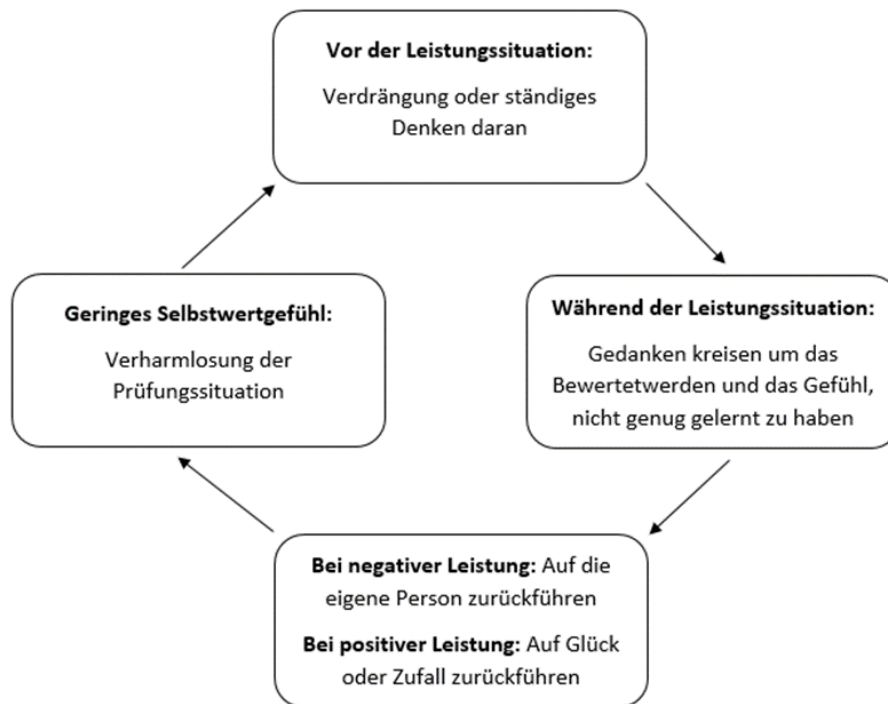 Vor der Leistungssituation:
Verdrängung oder ständiges
Denken daran
Geringes Selbstwertgefühl:
Verharmlosung der
Prüfungssituation
Während der Leistungssituation:
Gedanken kreisen um das
Bewertetwerden und das Gefühl,
nicht genug gelernt zu haben
Bei negativer Leistung: Auf die
eigene Person zurückführen
Bei positiver Leistung: Auf Glück
oder Zufall zurückführen